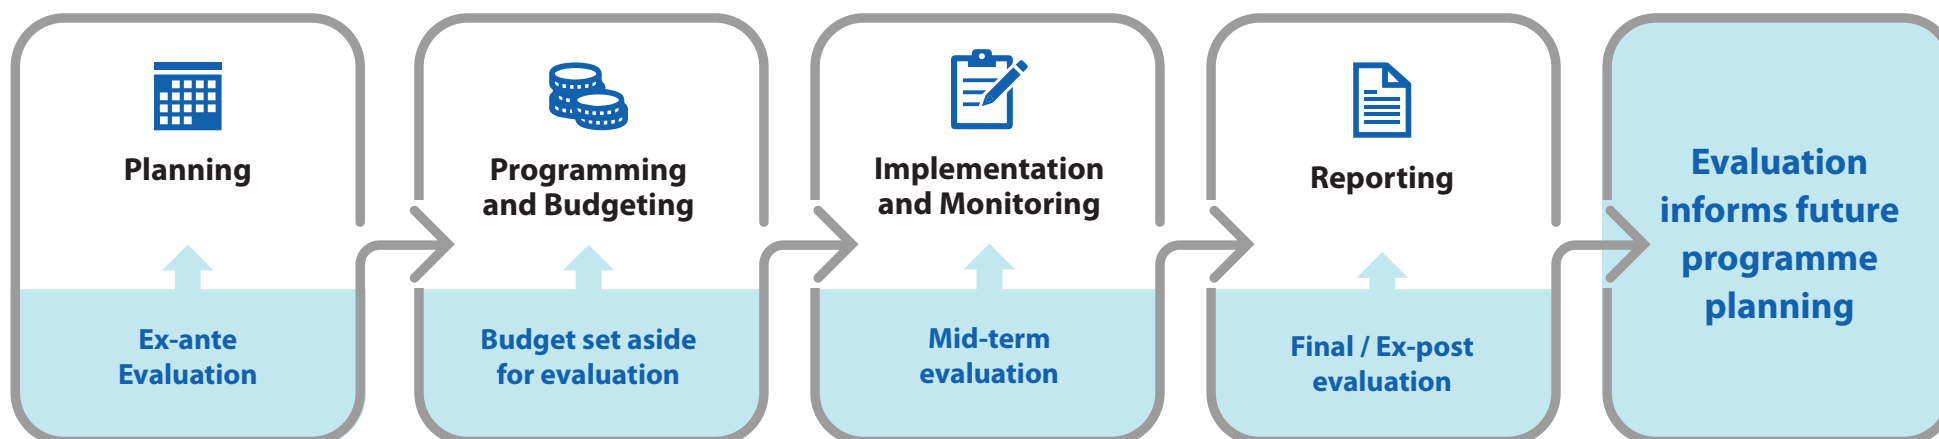 Planning
Ex-ante
Evaluation
Programming
and Budgeting
Budget set aside
for evaluation
Implementation
and Monitoring
Mid-term
evaluation
Reporting
Final / Ex-post
evaluation
Evaluation
informs future
programme
planning